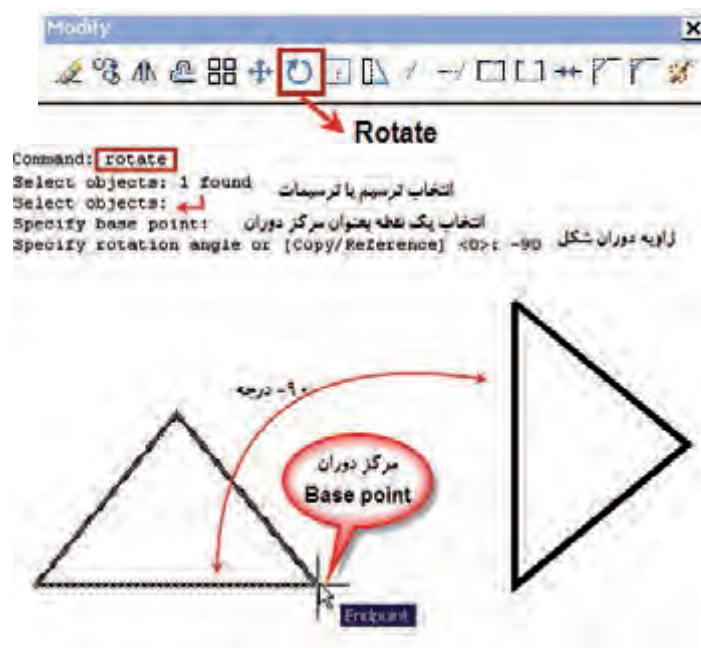 Modify
Rotate
Command: rotate
Select objects: 1 found
Select objects: انتخاب ترسیم یا ترسیمات
Specify base point: انتخاب یک نقطه بعنوان مرکز دوران
Specify rotation angle or [Copy/Reference] <0>: -90 زاویه دوران شکل
-۹۰ درجه
مرکز دوران
Base point
Endpoint